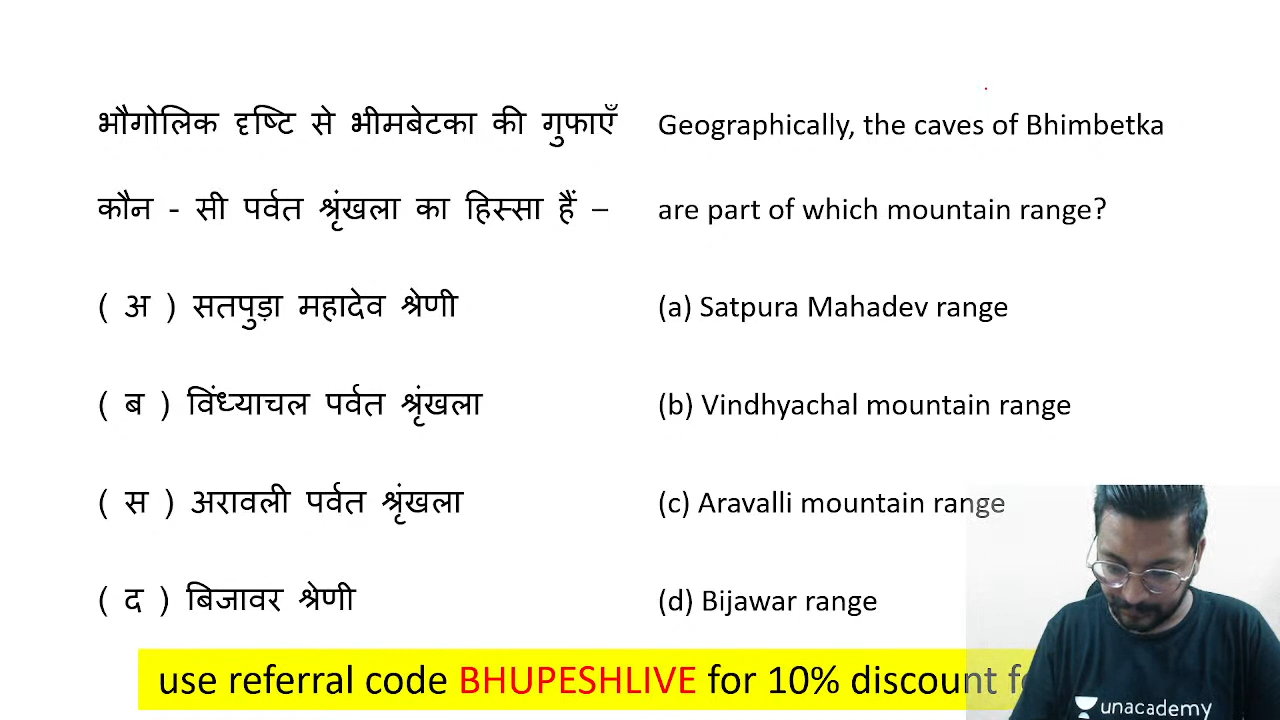 भौगोलिक दृष्टि से भीमबेटका की गुफाएँ
कौन - सी पर्वत श्रृंखला का हिस्सा हैं –
( अ ) सतपुड़ा महादेव श्रेणी
( ब ) विंध्याचल पर्वत श्रृंखला
( स ) अरावली पर्वत श्रृंखला
( द ) बिजावर श्रेणी
Geographically, the caves of Bhimbetka
are part of which mountain range?
(a) Satpura Mahadev range
(b) Vindhyachal mountain range
(c) Aravalli mountain range
(d) Bijawar range
use referral code BHUPESHLIVE for 10% discount
unacademy